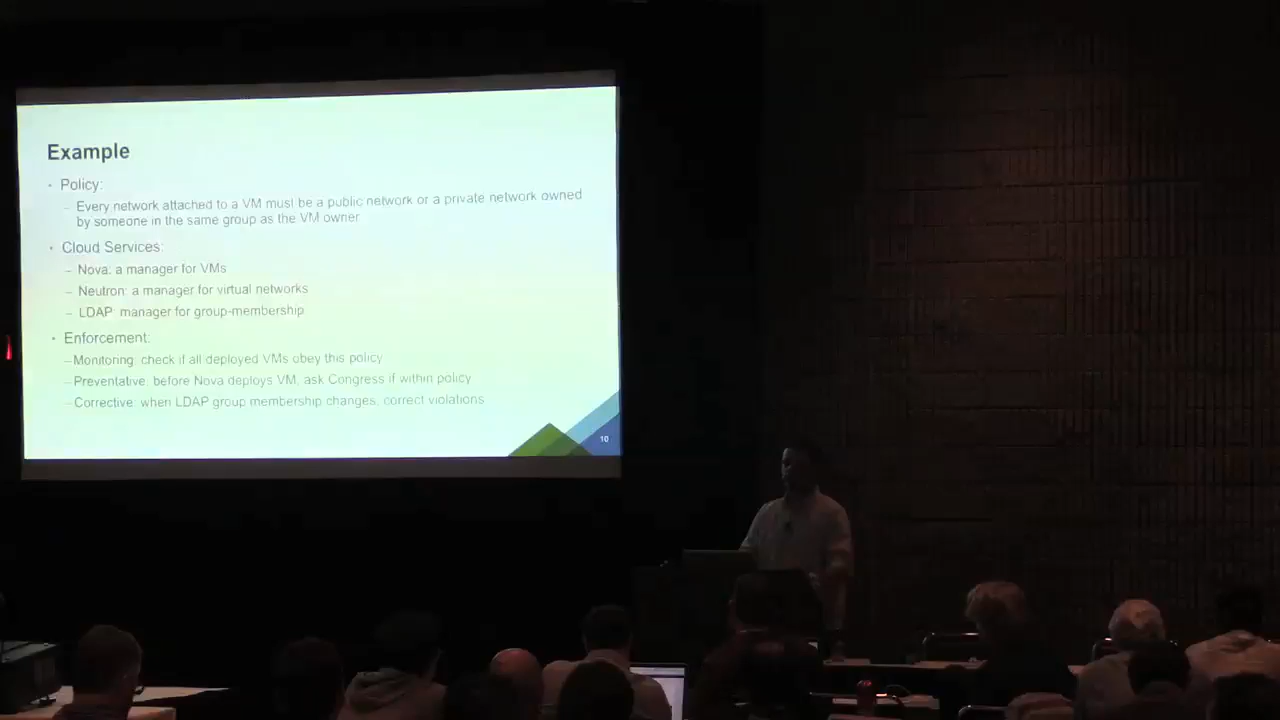 Example
• Policy:
– Every network attached to a VM must be a public network or a private network owned
by someone in the same group as the VM owner
• Cloud Services:
– Nova: a manager for VMs
– Neutron: a manager for virtual networks
– LDAP manager for group-membership
• Enforcement:
– Monitoring: check if all deployed VMs obey this policy
– Preventative: before Nova deploys VM, ask Congress if within policy
– Corrective: when LDAP group membership changes, correct violations
10